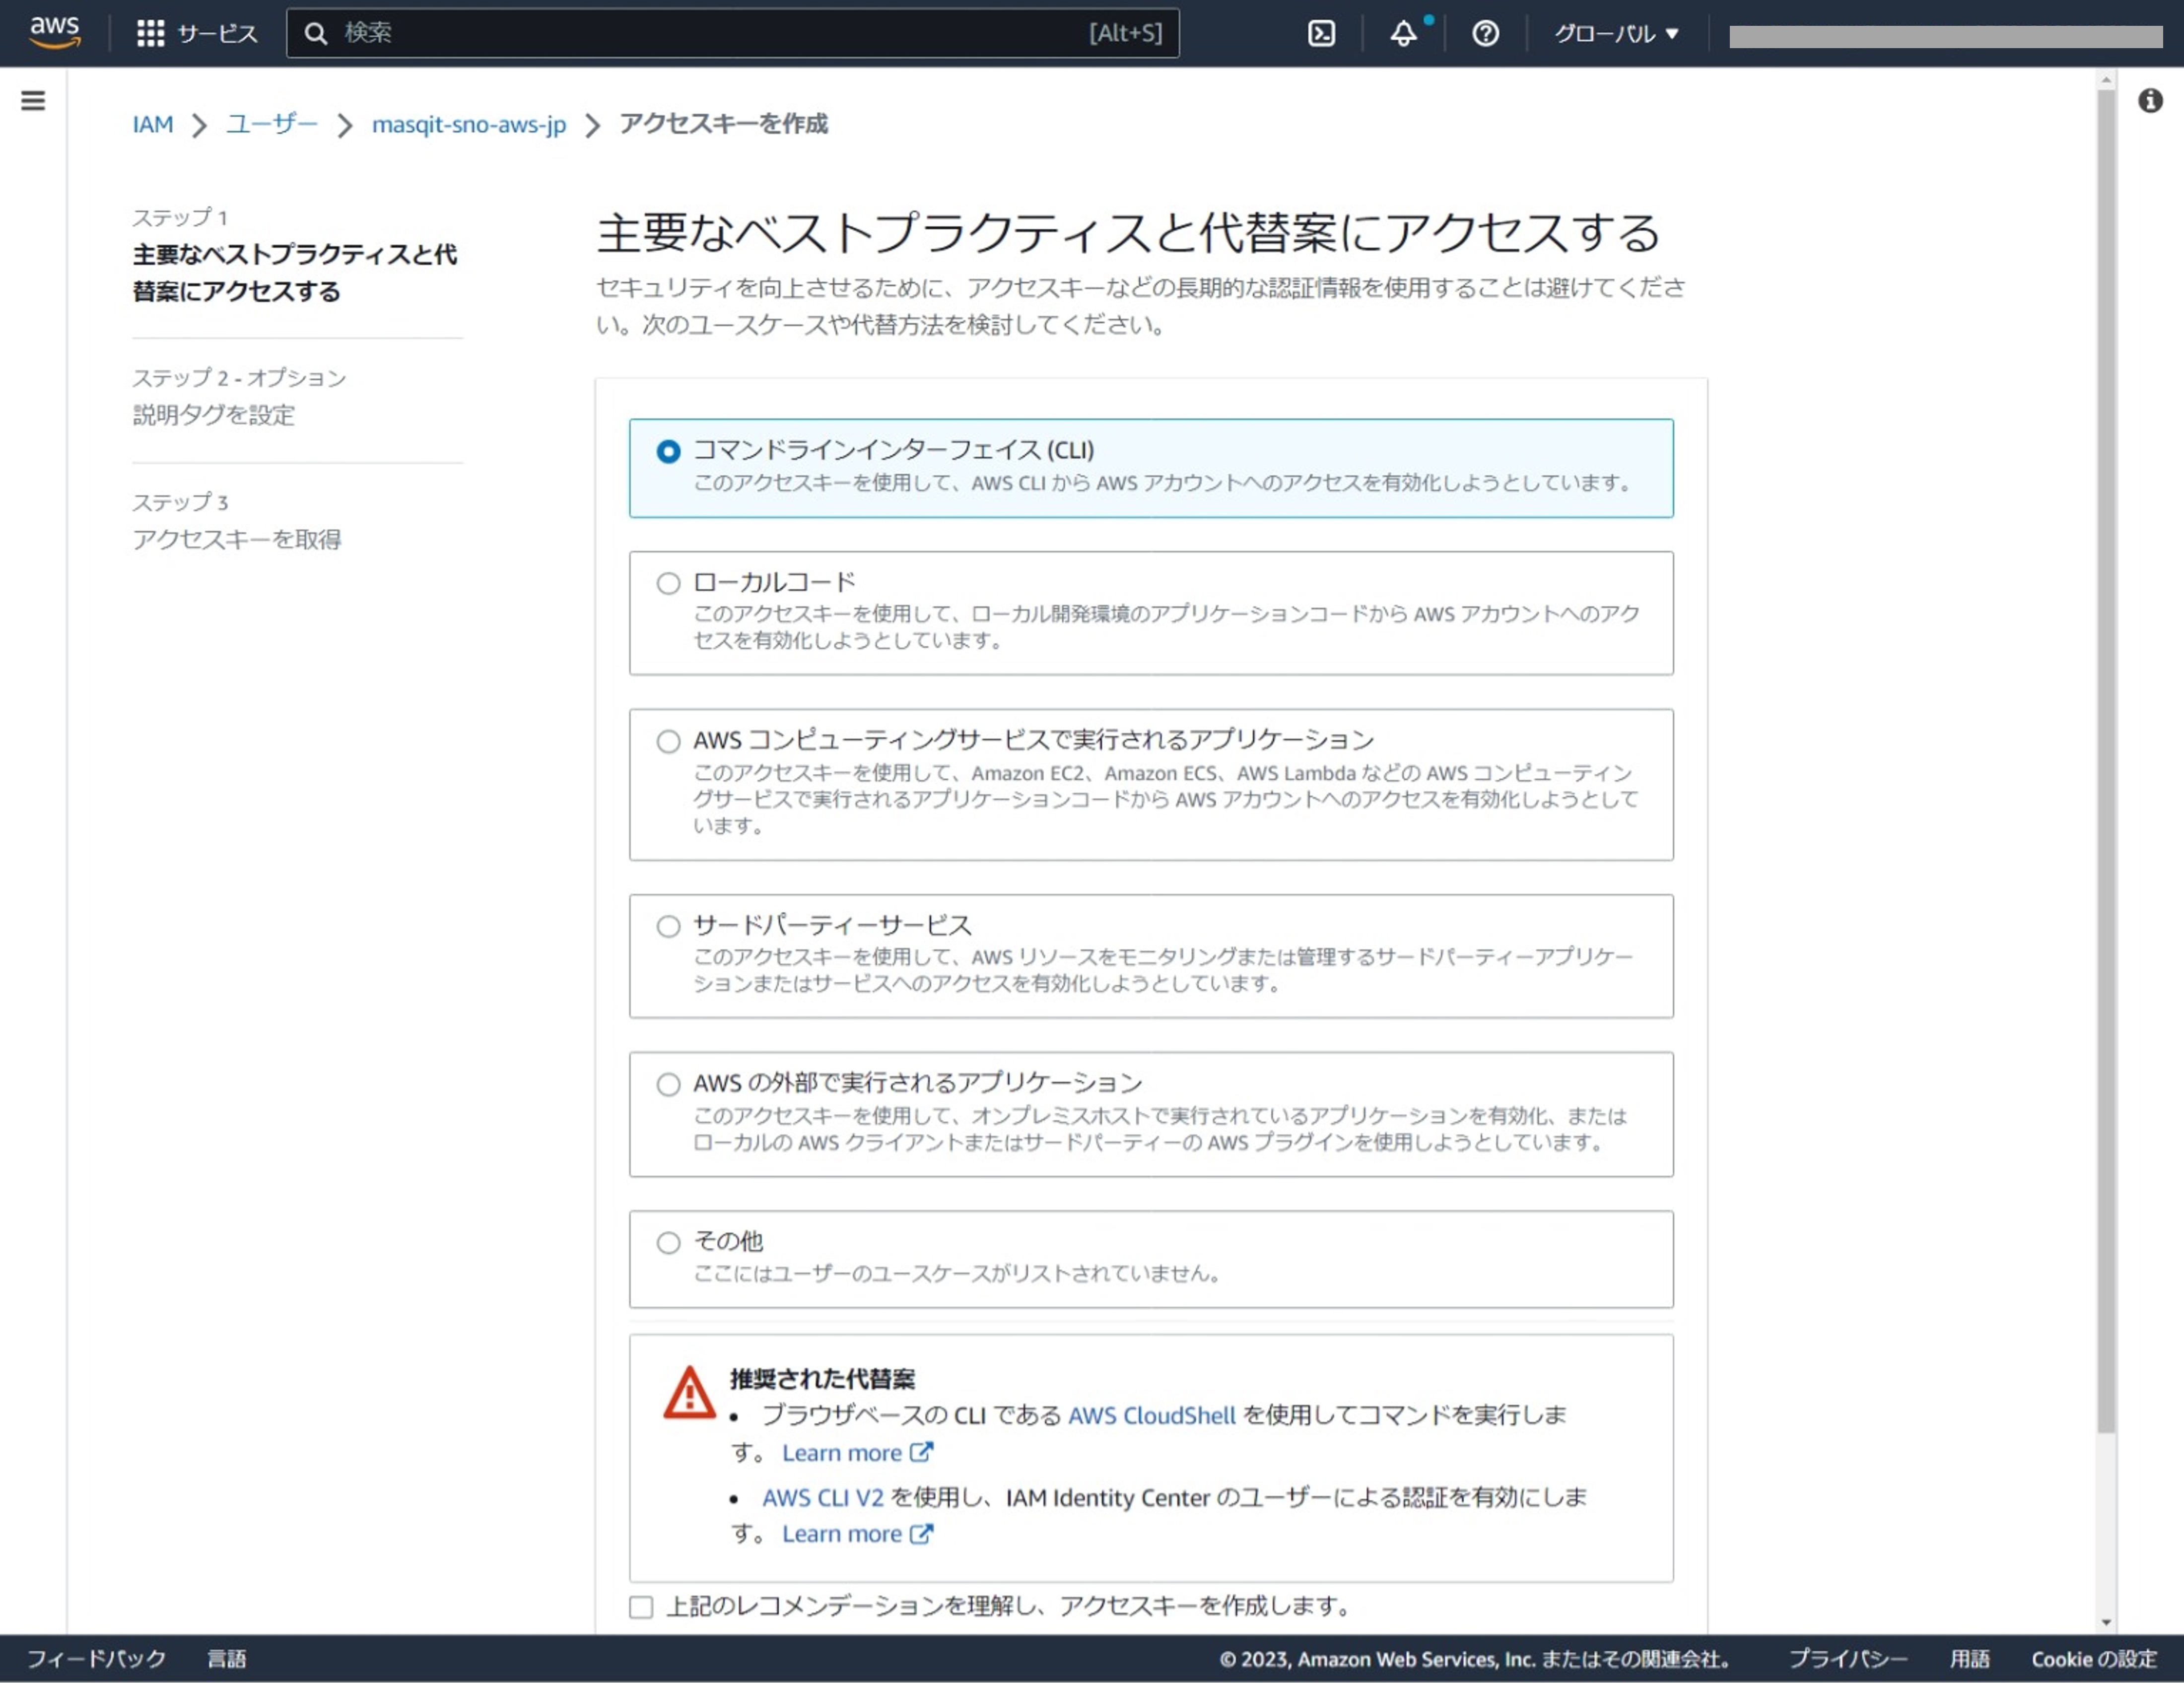 aws サービス 検索 [Alt+S] グローバル ▼
IAM > ユーザー > masqit-sno-aws-jp > アクセスキーを作成
ステップ 1
主要なベストプラクティスと代
替案にアクセスする
ステップ 2 - オプション
説明タグを設定
ステップ 3
アクセスキーを取得
主要なベストプラクティスと代替案にアクセスする
セキュリティを向上させるために、アクセスキーなどの長期的な認証情報を使用することは避けてくださ
い。次のユースケースや代替方法を検討してください。
コマンドラインインターフェイス (CLI)
このアクセスキーを使用して、AWS CLI から AWS アカウントへのアクセスを有効化しようとしています。
ローカルコード
このアクセスキーを使用して、ローカル開発環境のアプリケーションコードから AWS アカウントへのアク
セスを有効化しようとしています。
AWS コンピューティングサービスで実行されるアプリケーション
このアクセスキーを使用して、Amazon EC2、Amazon ECS、AWS Lambda などの AWS コンピューティン
グサービスで実行されるアプリケーションコードから AWS アカウントへのアクセスを有効化しようとして
います。
サードパーティーサービス
このアクセスキーを使用して、AWS リソースをモニタリングまたは管理するサードパーティーアプリケー
ションまたはサービスへのアクセスを有効化しようとしています。
AWS の外部で実行されるアプリケーション
このアクセスキーを使用して、オンプレミスホストで実行されているアプリケーションを有効化、または
ローカルの AWS クライアントまたはサードパーティーの AWS プラグインを使用しようとしています。
その他
ここにはユーザーのユースケースがリストされていません。
推奨された代替案
• ブラウザベースの CLI である AWS CloudShell を使用してコマンドを実行しま
す。 Learn more
• AWS CLI V2 を使用し、IAM Identity Center のユーザーによる認証を有効にしま
す。 Learn more
上記のレコメンデーションを理解し、アクセスキーを作成します。
フィードバック 言語 © 2023, Amazon Web Services, Inc. またはその関連会社。 プライバシー 用語 Cookie の設定